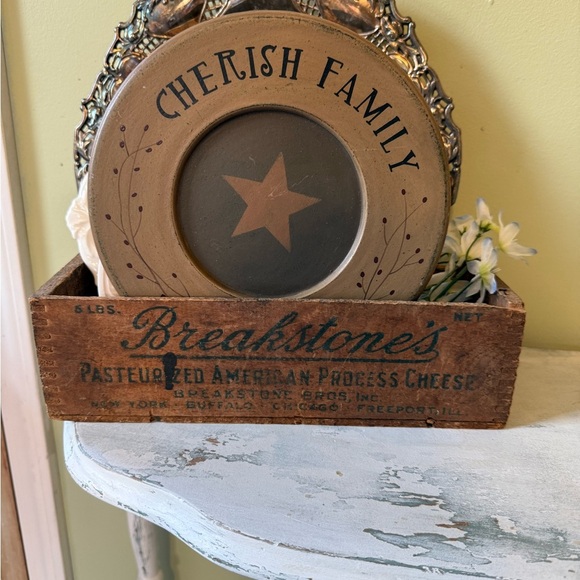 CHERISH FAMILY
5 LBS. NET
Breakstone's
PASTEURIZED AMERICAN PROCESS CHEESE
BREAKSTONE BROS, INC.
NEW YORK BUFFALO CHICAGO FREEPORT ILL